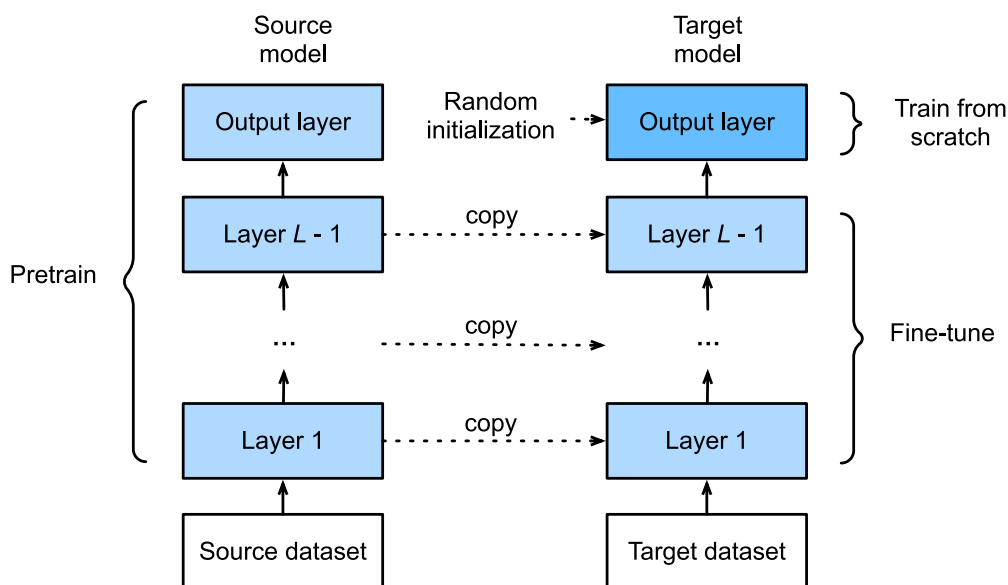 Source
model
Target
model
Output layer
Random
initialization
Output layer
Train from
scratch
Layer L - 1
copy
Layer L - 1
Pretrain
...
copy
...
Fine-tune
Layer 1
copy
Layer 1
Source dataset
Target dataset